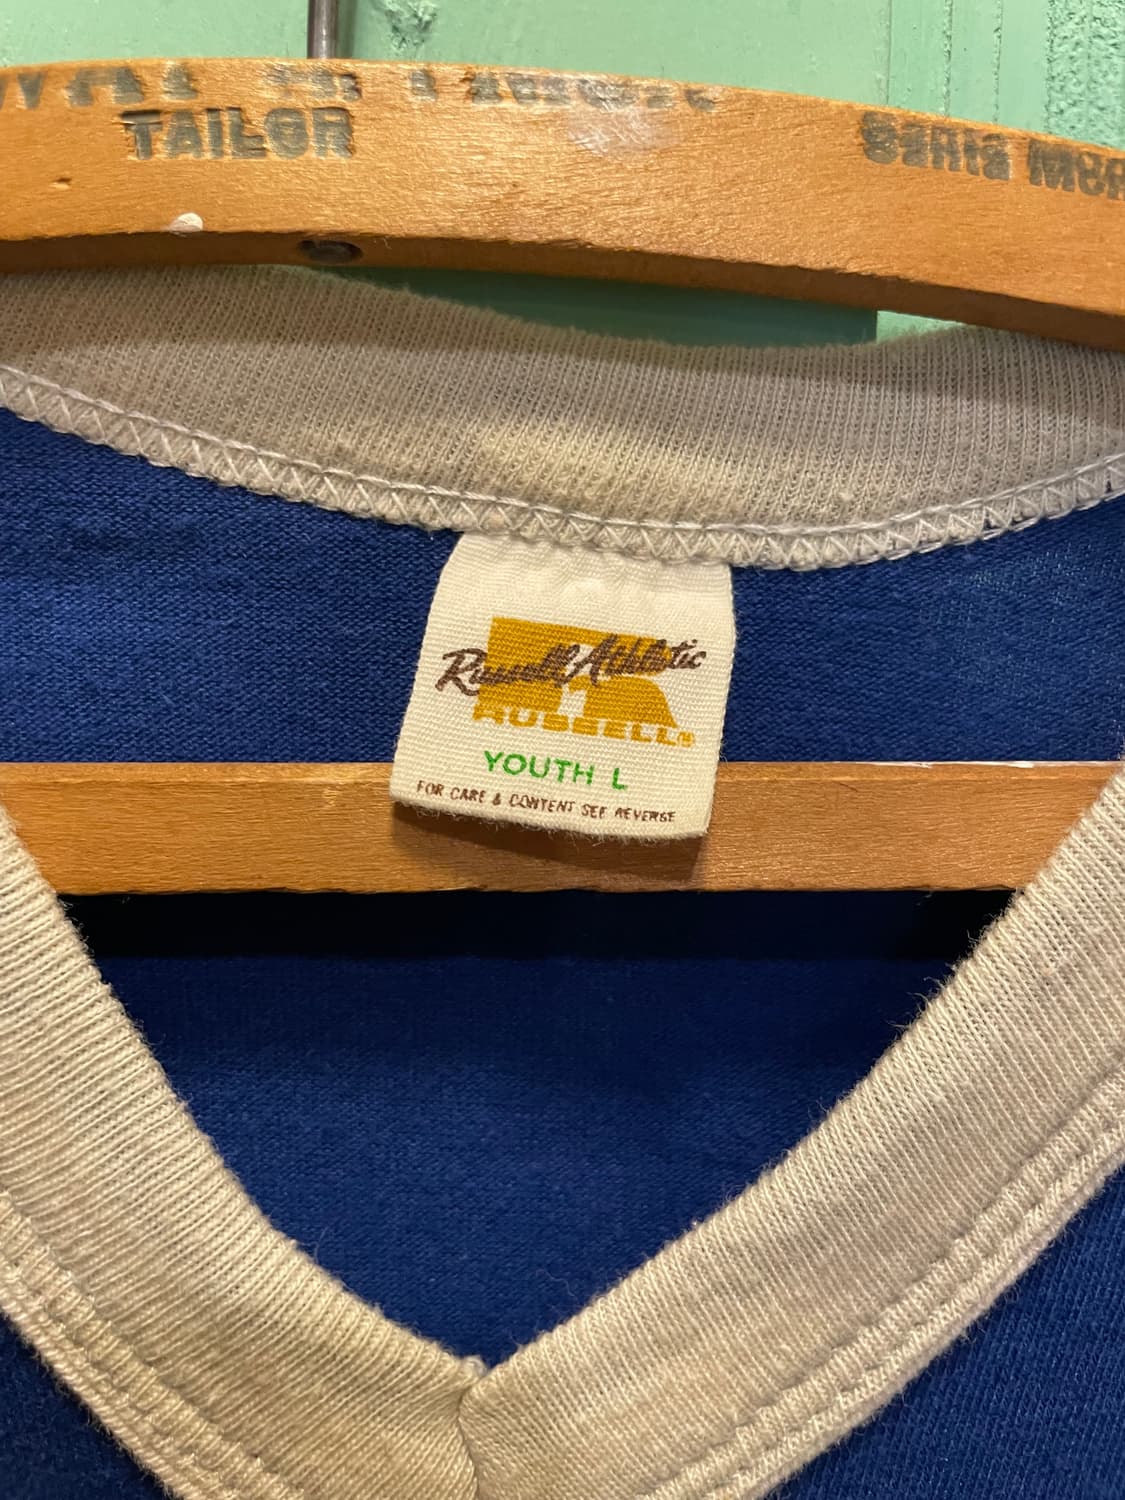 TAILOR
Russell Athletic
RUSSELL®
YOUTH L
FOR CARE & CONTENT SEE REVERSE